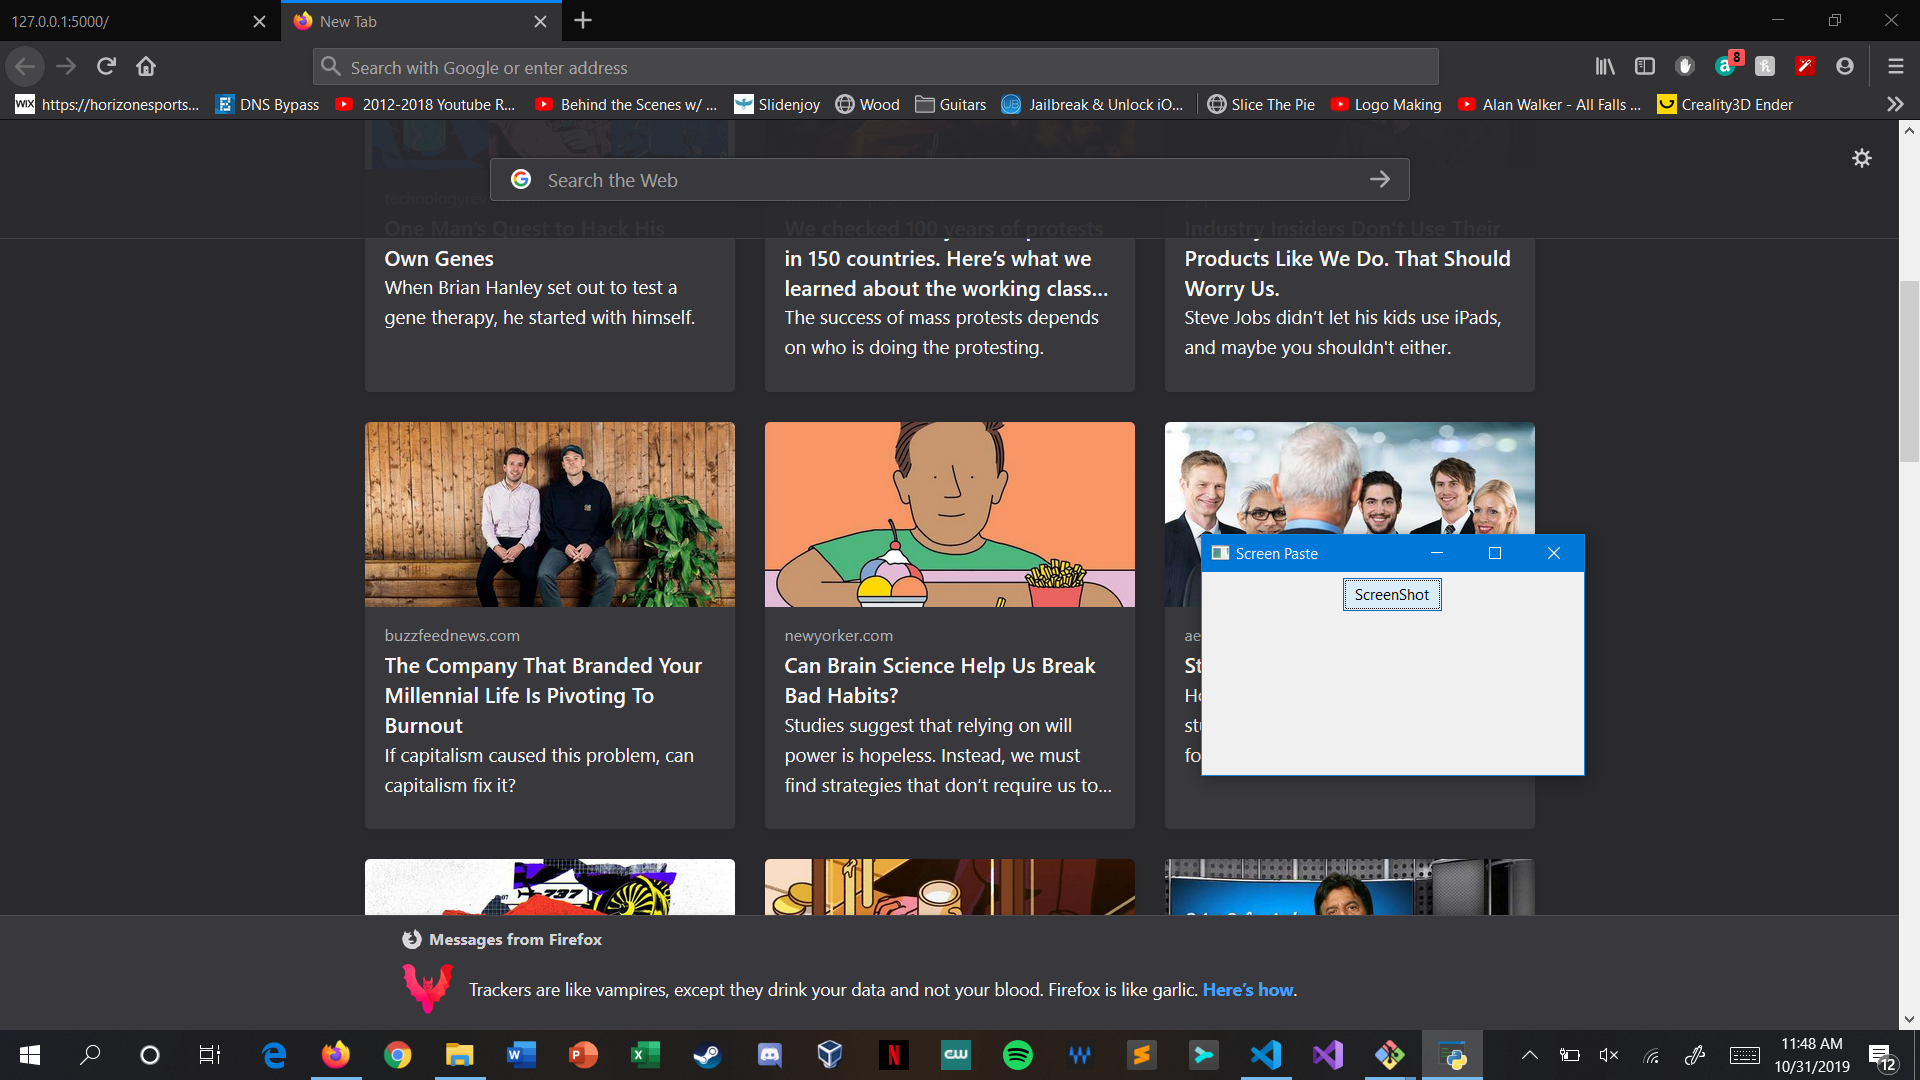 127.0.0.1:5000/
New Tab
Search with Google or enter address
8
WIX https://horizonesports...
DNS Bypass
2012-2018 Youtube R...
Behind the Scenes w/ ...
Slidenjoy
Wood
Guitars
Jailbreak & Unlock iO...
Slice The Pie
Logo Making
Alan Walker - All Falls ...
Creality3D Ender
Search the Web
One Man's Quest to Hack His
Own Genes
When Brian Hanley set out to test a
gene therapy, he started with himself.
We checked 100 years of protests
in 150 countries. Here’s what we
learned about the working class...
The success of mass protests depends
on who is doing the protesting.
Industry Insiders Don't Use Their
Products Like We Do. That Should
Worry Us.
Steve Jobs didn’t let his kids use iPads,
and maybe you shouldn't either.
buzzfeednews.com
The Company That Branded Your
Millennial Life Is Pivoting To
Burnout
If capitalism caused this problem, can
capitalism fix it?
newyorker.com
Can Brain Science Help Us Break
Bad Habits?
Studies suggest that relying on will
power is hopeless. Instead, we must
find strategies that don’t require us to...
ae
St
Ho
stu
fo
Screen Paste
ScreenShot
737
Messages from Firefox
Trackers are like vampires, except they drink your data and not your blood. Firefox is like garlic. Here’s how.
CW
11:48 AM
10/31/2019
12